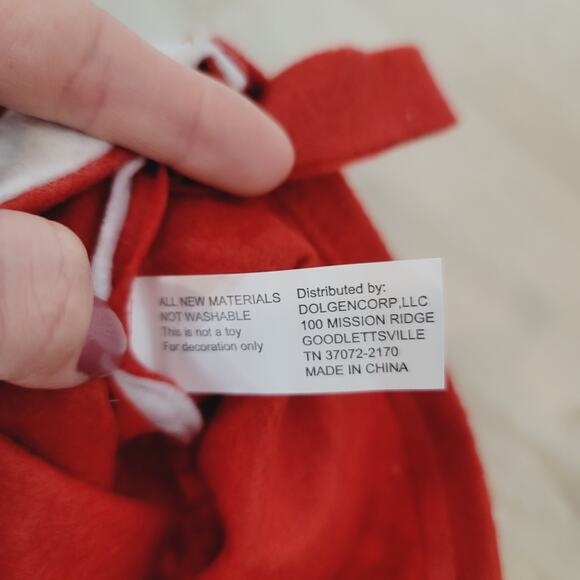 ALL NEW MATERIALS
NOT WASHABLE
This is not a toy
For decoration only
Distributed by:
DOLGENCORP,LLC
100 MISSION RIDGE
GOODLETTSVILLE
TN 37072-2170
MADE IN CHINA